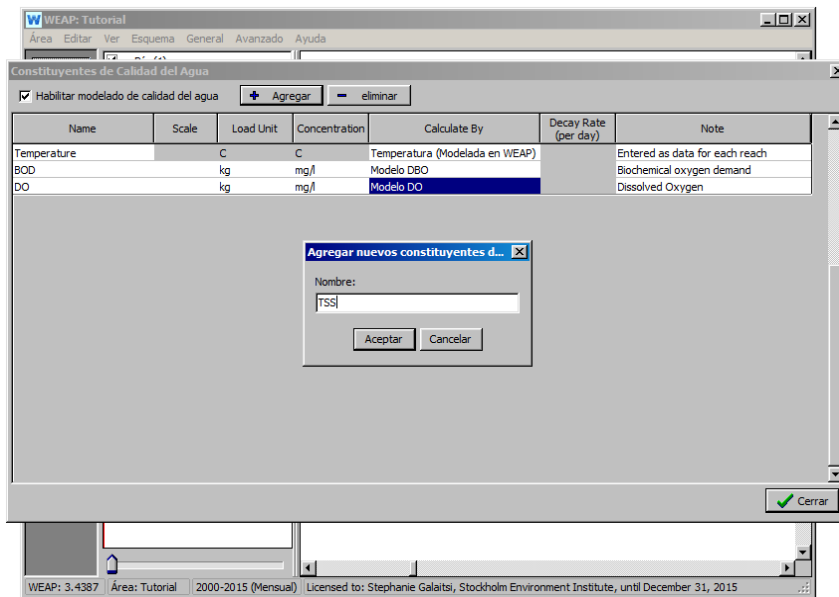 WEAP: Tutorial
Área Editar Ver Esquema General Avanzado Ayuda
Constituyentes de Calidad del Agua
Habilitar modelado de calidad del agua Agregar eliminar
Name Scale Load Unit Concentration Calculate By Decay Rate (per day) Note
Temperature C C Temperatura (Modelada en WEAP) Entered as data for each reach
BOD kg mg/l Modelo DBO Biochemical oxygen demand
DO kg mg/l Modelo DO Dissolved Oxygen
Agregar nuevos constituyentes d...
Nombre:
TSS
Aceptar Cancelar
Cerrar
WEAP: 3.4387 Área: Tutorial 2000-2015 (Mensual) Licensed to: Stephanie Galaitsi, Stockholm Environment Institute, until December 31, 2015